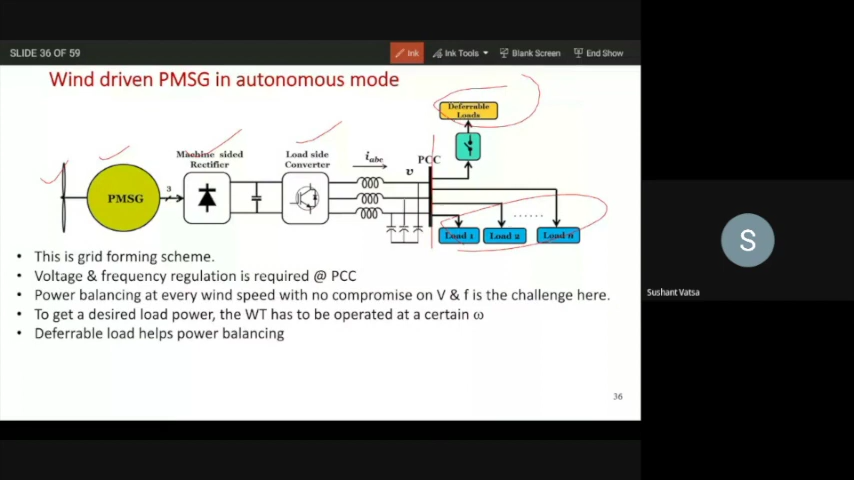 SLIDE 36 OF 59
Ink
Ink Tools
Blank Screen
End Show
Wind driven PMSG in autonomous mode
Deferrable
Loads
Machine sided
Rectifier
Load side
Converter
iabc
v
PCC
PMSG
3
Load 1
Load 2
......
Load n
• This is grid forming scheme.
• Voltage & frequency regulation is required @ PCC
• Power balancing at every wind speed with no compromise on V & f is the challenge here.
• To get a desired load power, the WT has to be operated at a certain ω
• Deferrable load helps power balancing
36
S
Sushant Vatsa